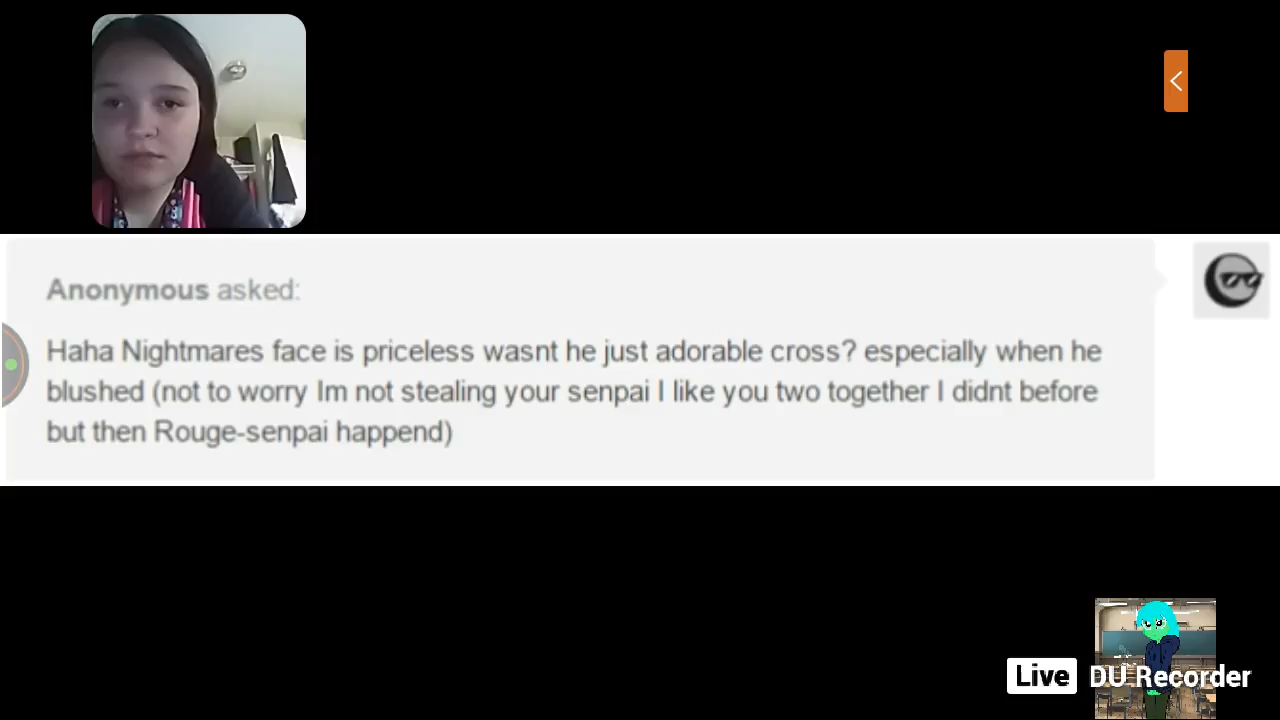 Anonymous asked:
Haha Nightmares face is priceless wasnt he just adorable cross? especially when he
blushed (not to worry Im not stealing your senpai I like you two together I didnt before
but then Rouge-senpai happend)
Live DU Recorder